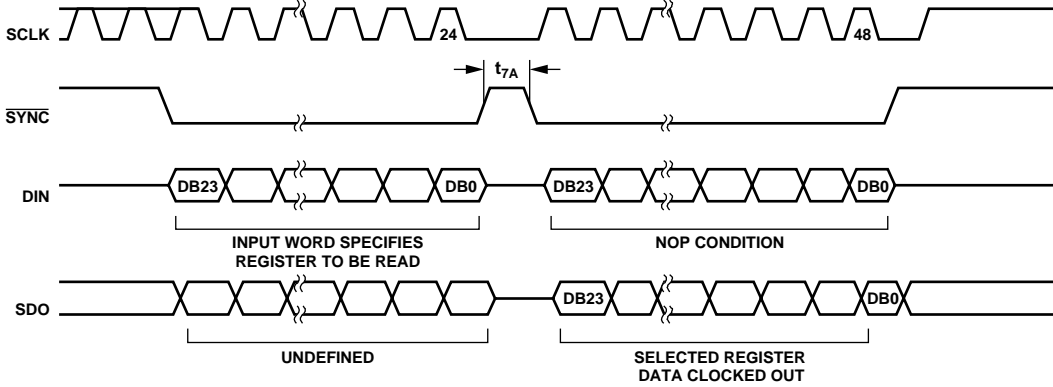 SCLK
24
48
t7A
SYNC
DIN
DB23
DB0
DB23
DB0
INPUT WORD SPECIFIES
REGISTER TO BE READ
NOP CONDITION
SDO
DB23
DB0
UNDEFINED
SELECTED REGISTER
DATA CLOCKED OUT